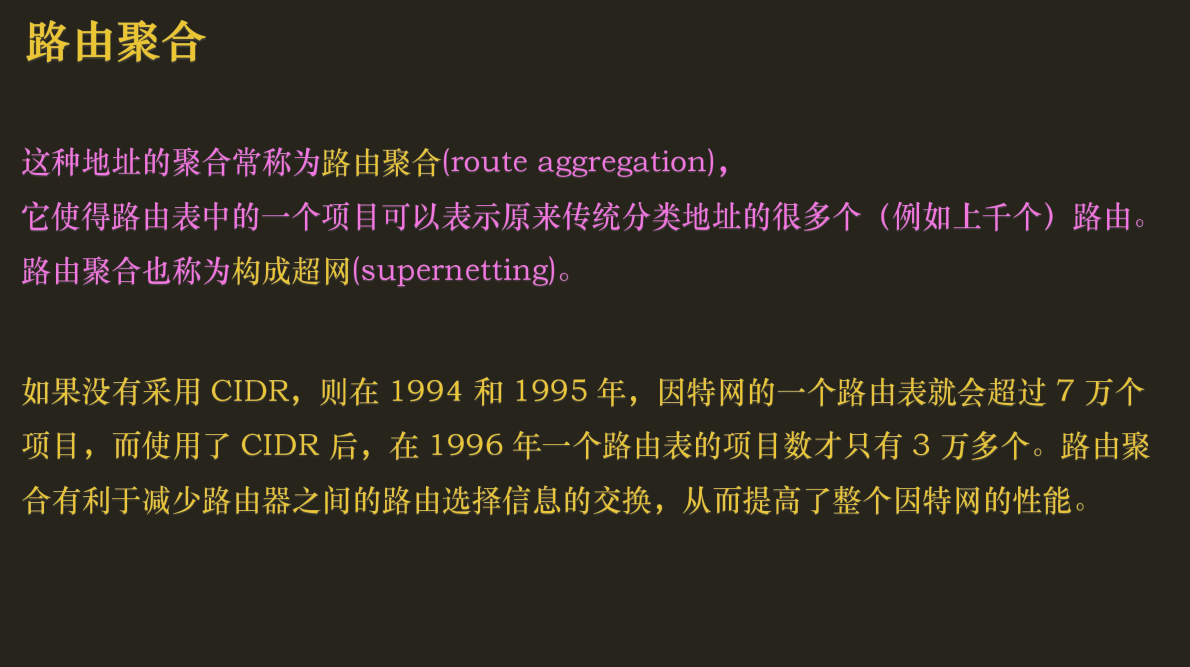 路由聚合
这种地址的聚合常称为路由聚合(route aggregation)，
它使得路由表中的一个项目可以表示原来传统分类地址的很多个（例如上千个）路由。
路由聚合也称为构成超网(supernetting)。
如果没有采用 CIDR，则在 1994 和 1995 年，因特网的一个路由表就会超过 7 万个
项目，而使用了 CIDR 后，在 1996 年一个路由表的项目数才只有 3 万多个。路由聚
合有利于减少路由器之间的路由选择信息的交换，从而提高了整个因特网的性能。